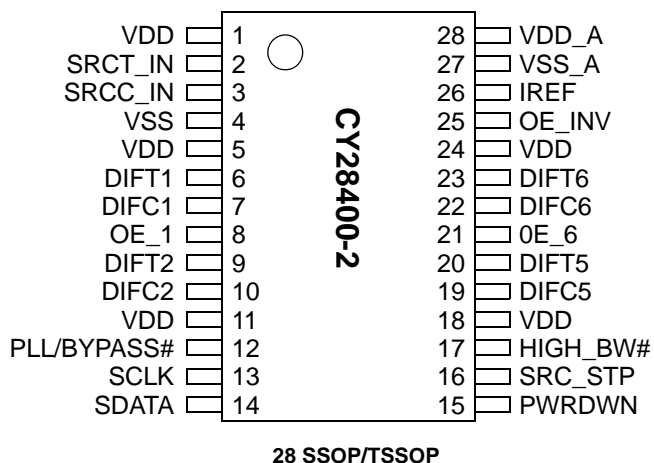 VDD 1 28 VDD_A
SRCT_IN 2 27 VSS_A
SRCC_IN 3 26 IREF
VSS 4 25 OE_INV
VDD 5 24 VDD
DIFT1 6 23 DIFT6
DIFC1 7 22 DIFC6
OE_1 8 21 0E_6
DIFT2 9 20 DIFT5
DIFC2 10 19 DIFC5
VDD 11 18 VDD
PLL/BYPASS# 12 17 HIGH_BW#
SCLK 13 16 SRC_STP
SDATA 14 15 PWRDWN
CY28400-2
28 SSOP/TSSOP